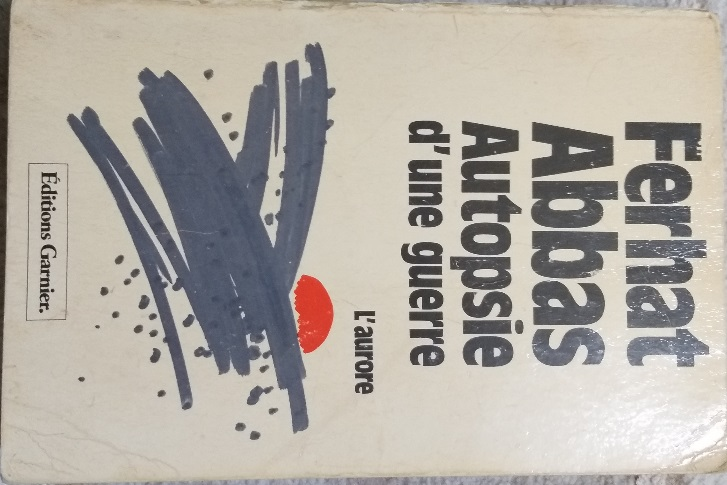 Ferhat
Abbas
Autopsie
d'une guerre
L'aurore
Éditions Garnier.